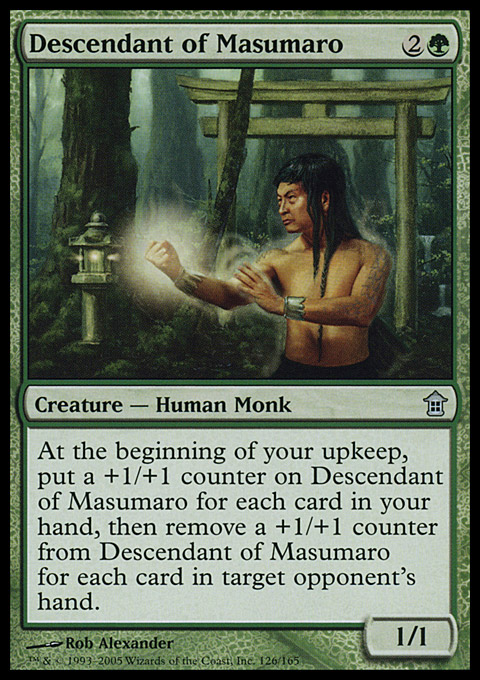 Descendant of Masumaro 2
Creature — Human Monk
At the beginning of your upkeep,
put a +1/+1 counter on Descendant
of Masumaro for each card in your
hand, then remove a +1/+1 counter
from Descendant of Masumaro
for each card in target opponent's
hand.
Rob Alexander
1/1
™ & © 1993–2005 Wizards of the Coast, Inc. 126/165